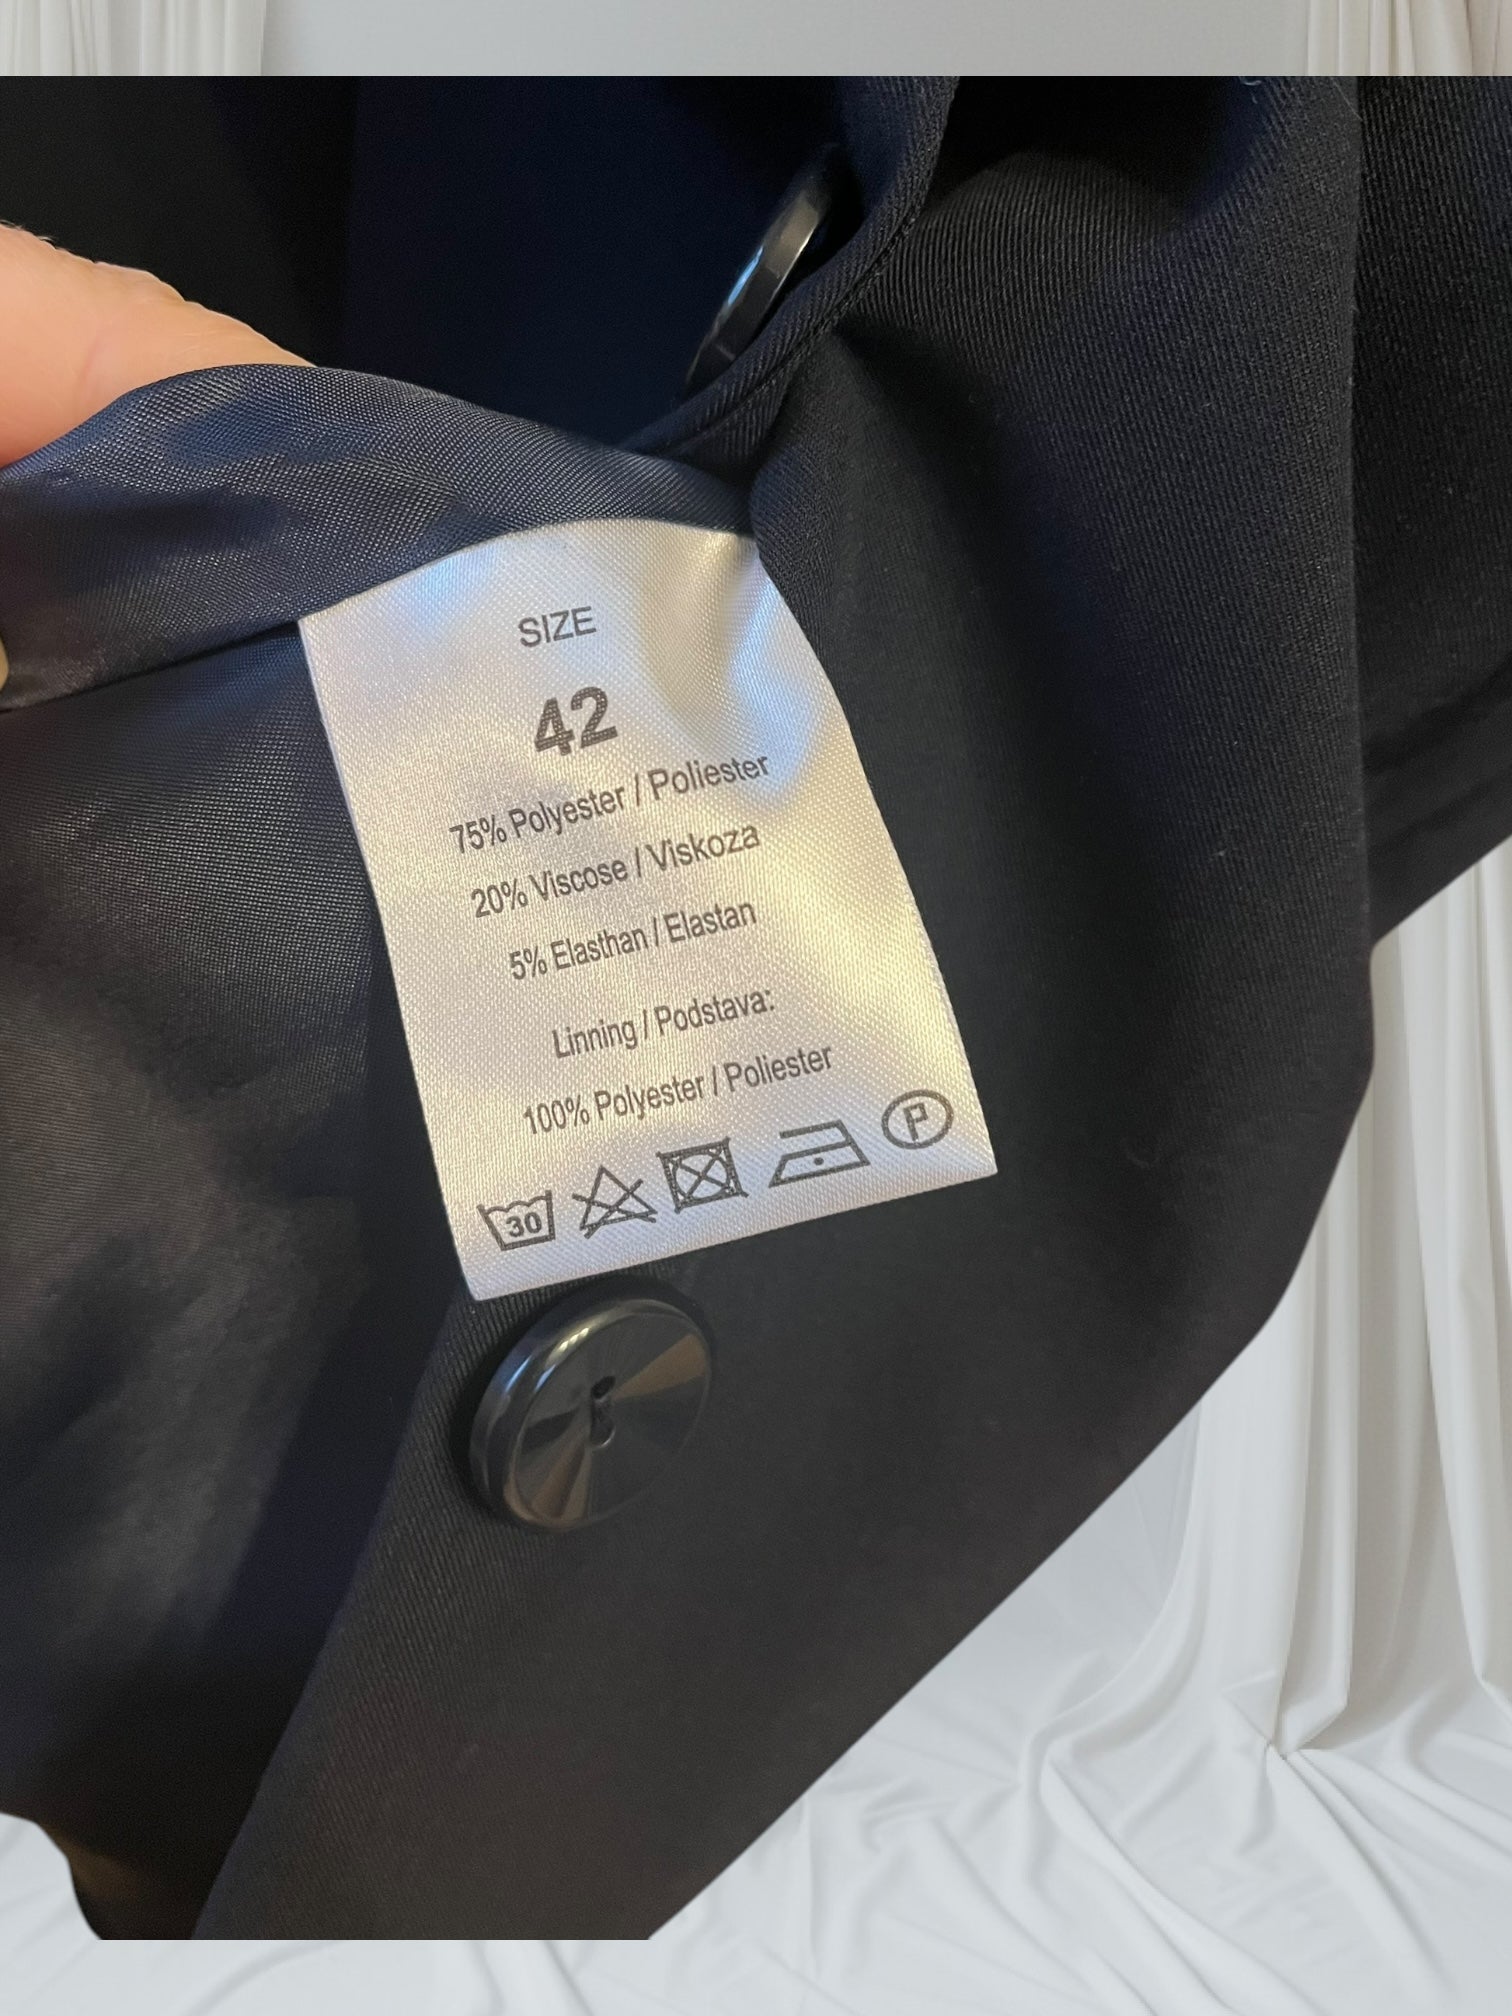 SIZE
42
75% Polyester / Poliester
20% Viscose / Viskoza
5% Elasthan / Elastan
Linning / Podstava:
100% Polyester / Poliester
30 P